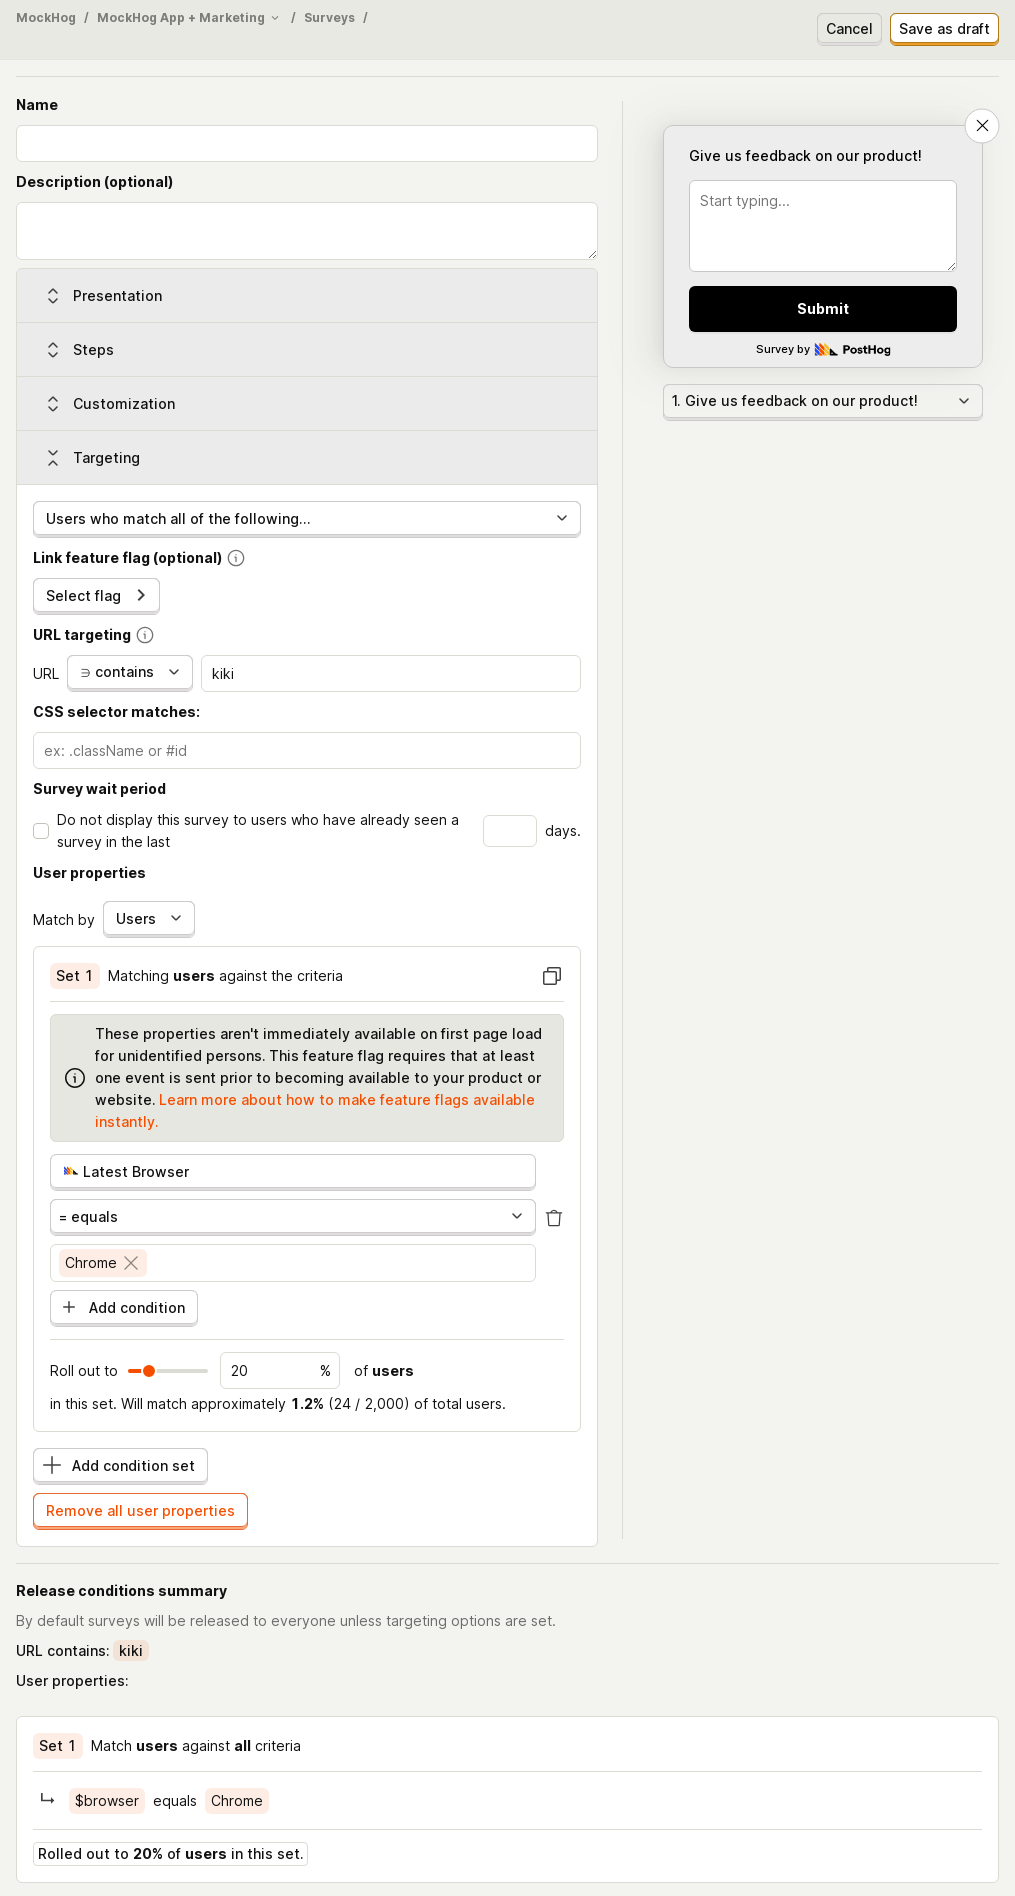 MockHog / MockHog App + Marketing / Surveys /
Cancel
Save as draft
Name
Description (optional)
Presentation
Steps
Customization
Targeting
Users who match all of the following...
Link feature flag (optional)
Select flag
URL targeting
URL ∋ contains kiki
CSS selector matches:
ex: .className or #id
Survey wait period
Do not display this survey to users who have already seen a
survey in the last
days.
User properties
Match by Users
Set 1 Matching users against the criteria
These properties aren't immediately available on first page load
for unidentified persons. This feature flag requires that at least
one event is sent prior to becoming available to your product or
website. Learn more about how to make feature flags available
instantly.
Latest Browser
= equals
Chrome
Add condition
Roll out to 20 % of users
in this set. Will match approximately 1.2% (24 / 2,000) of total users.
Add condition set
Remove all user properties
Give us feedback on our product!
Start typing...
Submit
Survey by PostHog
1. Give us feedback on our product!
Release conditions summary
By default surveys will be released to everyone unless targeting options are set.
URL contains: kiki
User properties:
Set 1 Match users against all criteria
$browser equals Chrome
Rolled out to 20% of users in this set.